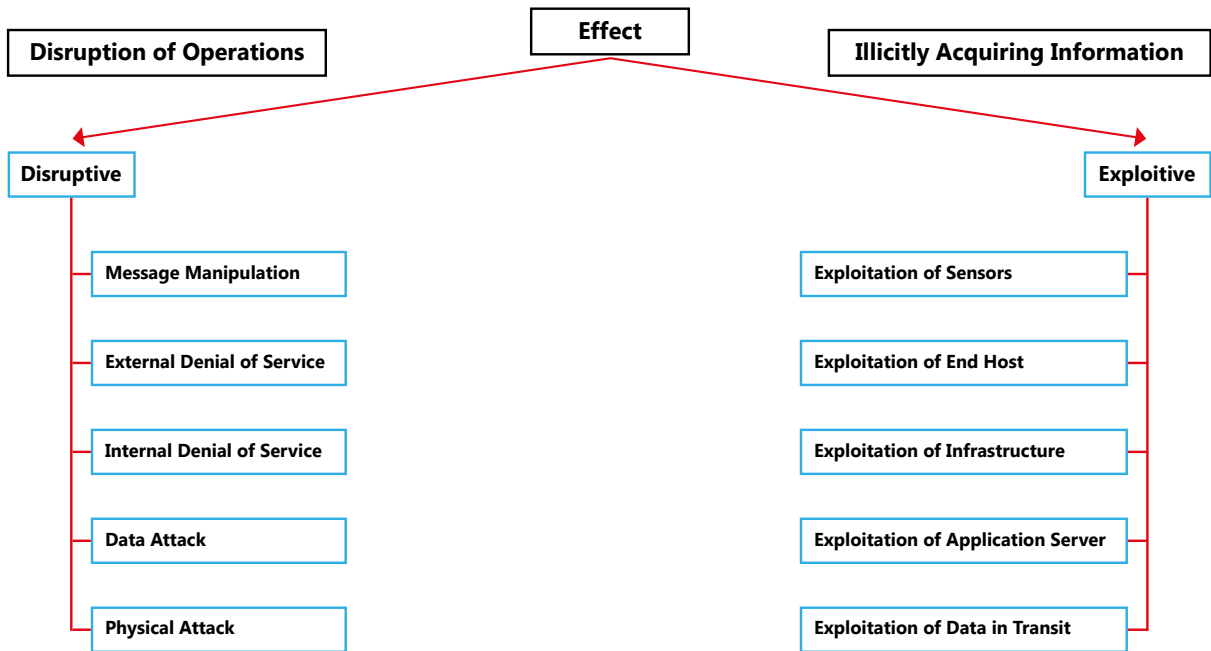 Effect
Disruption of Operations
Illicitly Acquiring Information
Disruptive
Exploitive
Message Manipulation
External Denial of Service
Internal Denial of Service
Data Attack
Physical Attack
Exploitation of Sensors
Exploitation of End Host
Exploitation of Infrastructure
Exploitation of Application Server
Exploitation of Data in Transit